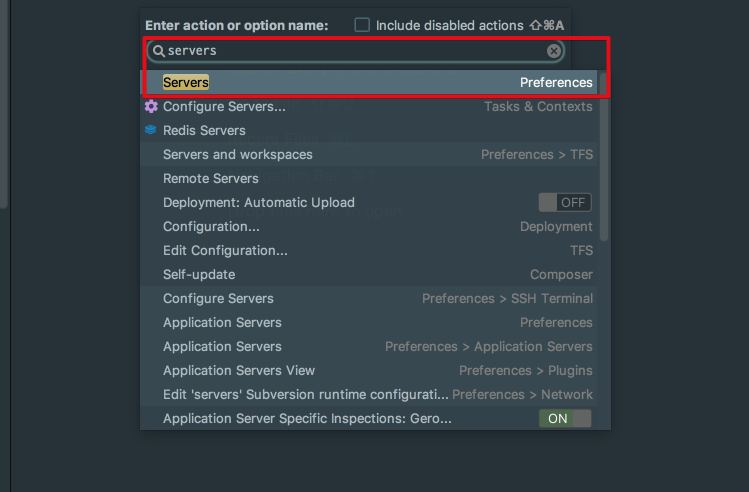 Enter action or option name: Include disabled actions ⇧⌘A
servers
Servers Preferences
Configure Servers... Tasks & Contexts
Redis Servers
Servers and workspaces Preferences > TFS
Remote Servers
Deployment: Automatic Upload OFF
Configuration... Deployment
Edit Configuration... TFS
Self-update Composer
Configure Servers Preferences > SSH Terminal
Application Servers Preferences
Application Servers Preferences > Application Servers
Application Servers View Preferences > Plugins
Edit 'servers' Subversion runtime configurati... Preferences > Network
Application Server Specific Inspections: Gero... ON